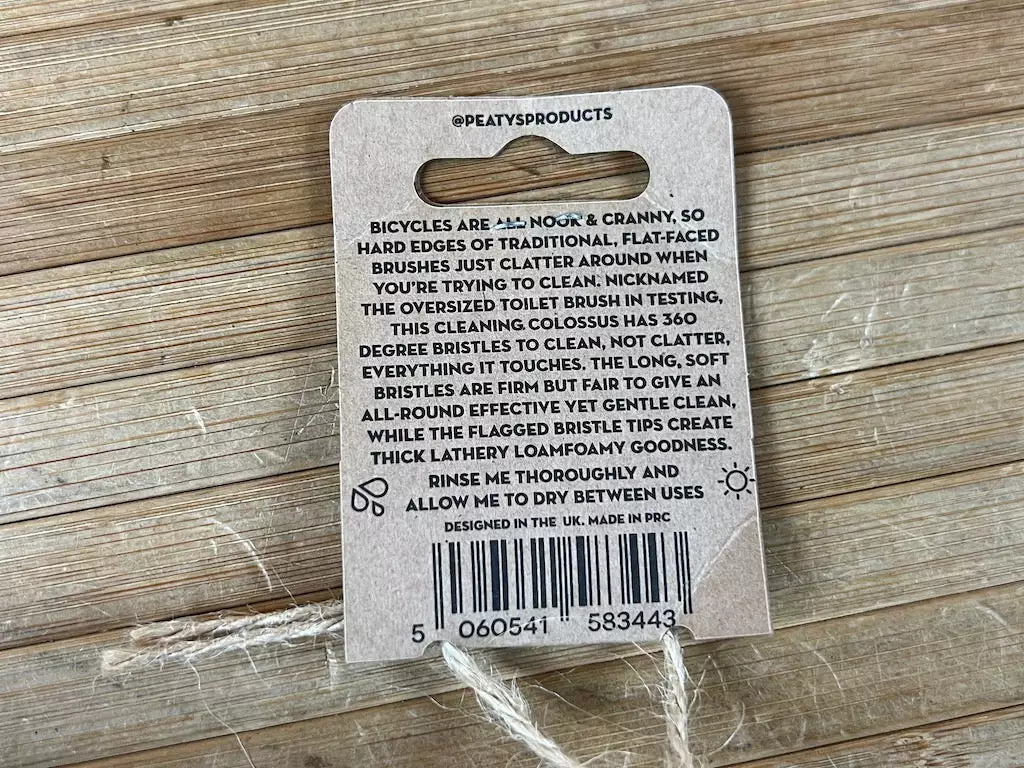 @PEATYSPRODUCTS
BICYCLES ARE ALL NOOK & CRANNY, SO
HARD EDGES OF TRADITIONAL, FLAT-FACED
BRUSHES JUST CLATTER AROUND WHEN
YOU'RE TRYING TO CLEAN. NICKNAMED
THE OVERSIZED TOILET BRUSH IN TESTING,
THIS CLEANING COLOSSUS HAS 360
DEGREE BRISTLES TO CLEAN, NOT CLATTER,
EVERYTHING IT TOUCHES. THE LONG, SOFT
BRISTLES ARE FIRM BUT FAIR TO GIVE AN
ALL-ROUND EFFECTIVE YET GENTLE CLEAN,
WHILE THE FLAGGED BRISTLE TIPS CREATE
THICK LATHERY LOAMFOAMY GOODNESS.
RINSE ME THOROUGHLY AND
ALLOW ME TO DRY BETWEEN USES
DESIGNED IN THE UK. MADE IN PRC
5 060541 583443